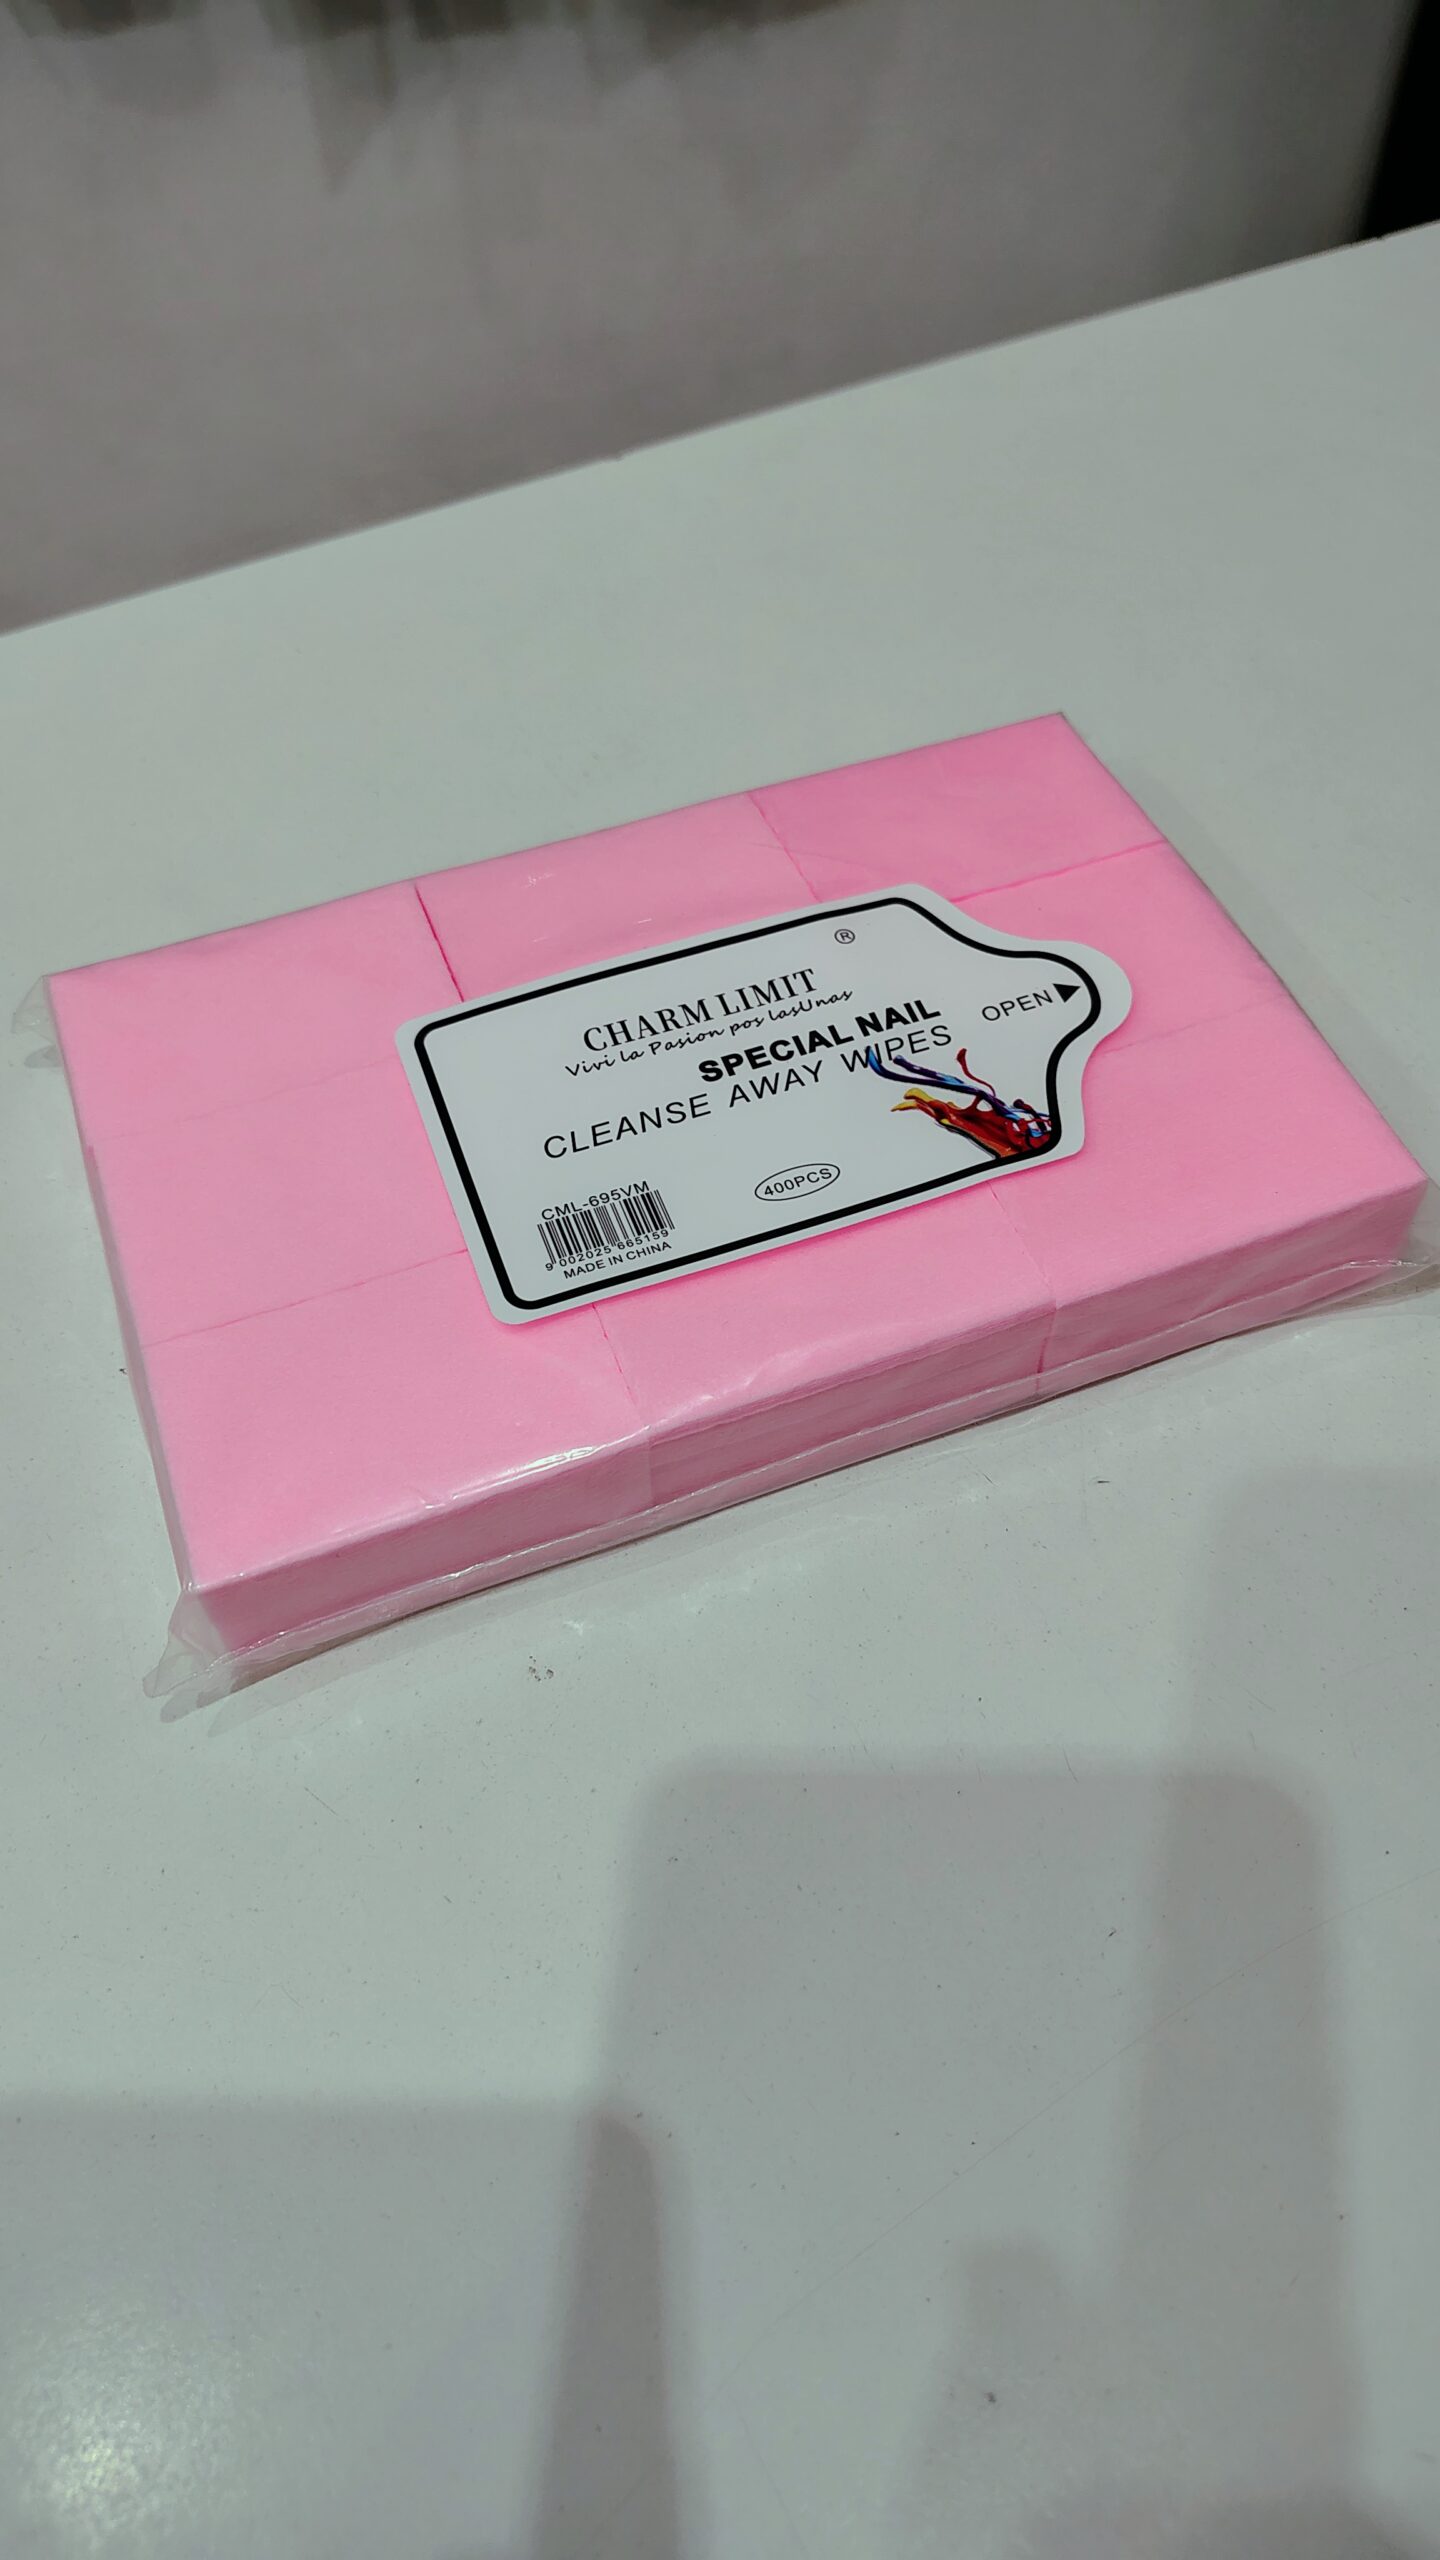 ®
CHARM LIMIT
Vivi la Pasion pos lasUnas
SPECIAL NAIL
CLEANSE AWAY WIPES
OPEN
400PCS
CML-695VM
9 002025 665159
MADE IN CHINA